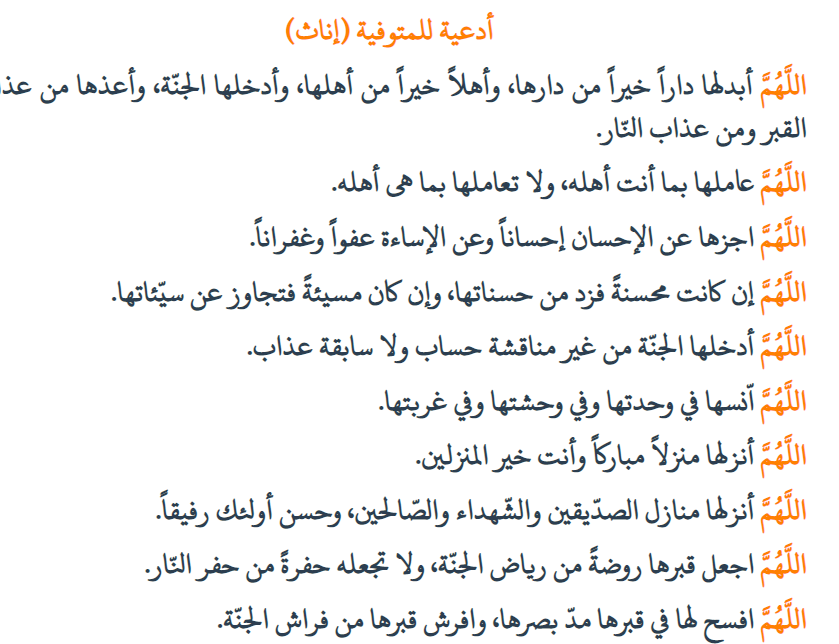 أدعية للمتوفية (إناث)
اللَّهُمَّ أبدلها داراً خيراً من دارها، وأهلاً خيراً من أهلها، وأدخلها الجنّة، وأعذها من عذا
القبر ومن عذاب النّار.
اللَّهُمَّ عاملها بما أنت أهله، ولا تعاملها بما هى أهله.
اللَّهُمَّ اجزها عن الإحسان إحساناً وعن الإساءة عفواً وغفراناً.
اللَّهُمَّ إن كانت محسنةً فزد من حسناتها، وإن كان مسيئةً فتجاوز عن سيّئاتها.
اللَّهُمَّ أدخلها الجنّة من غير مناقشة حساب ولا سابقة عذاب.
اللَّهُمَّ آنسها في وحدتها وفي وحشتها وفي غربتها.
اللَّهُمَّ أنزلها منزلاً مباركاً وأنت خير المنزلين.
اللَّهُمَّ أنزلها منازل الصدّيقين والشّهداء والصّالحين، وحسن أولئك رفيقاً.
اللَّهُمَّ اجعل قبرها روضةً من رياض الجنّة، ولا تجعله حفرةً من حفر النّار.
اللَّهُمَّ افسح لها في قبرها مدّ بصرها، وافرش قبرها من فراش الجنّة.